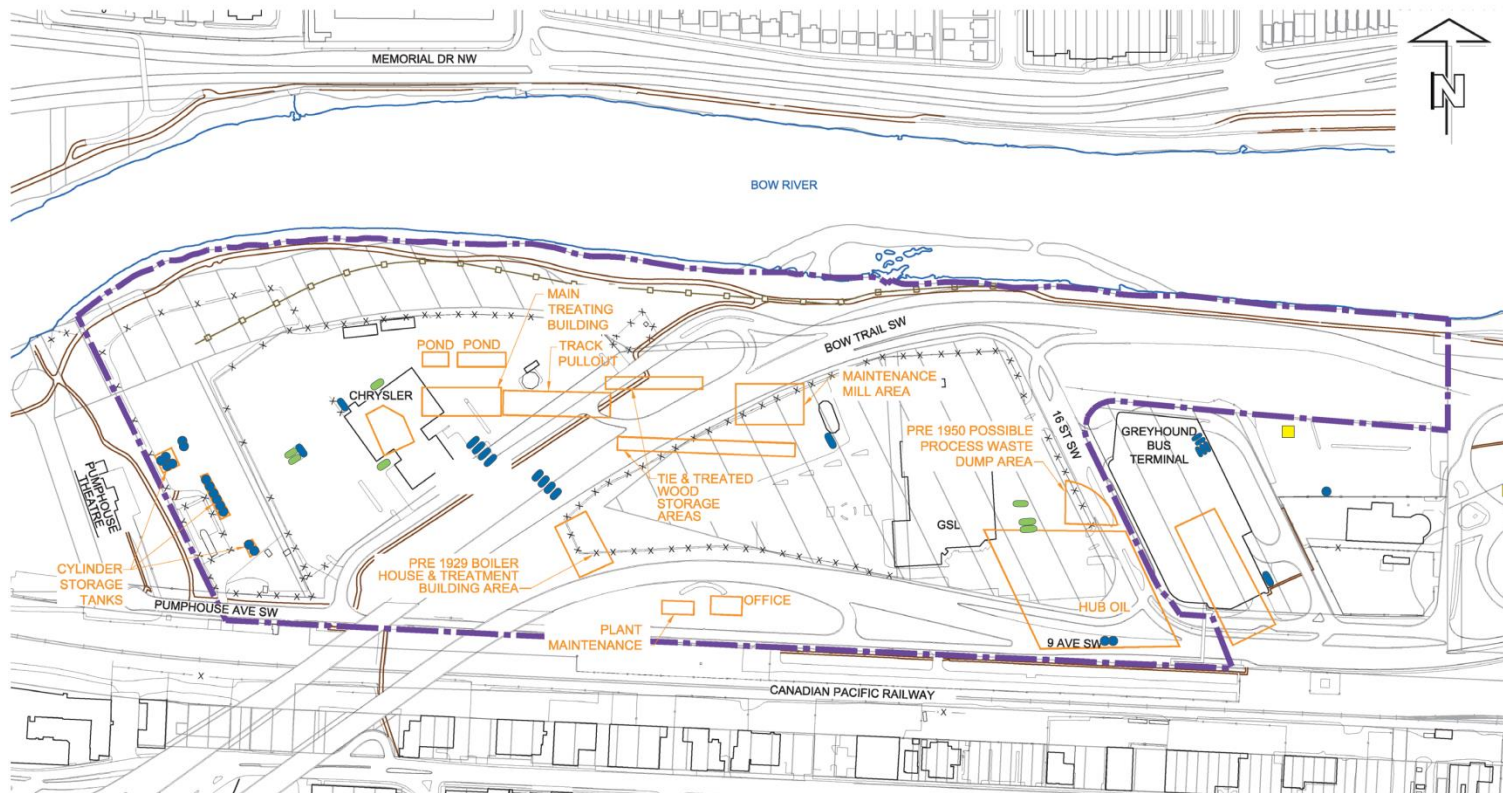 MEMORIAL DR NW
N
BOW RIVER
MAIN
TREATING
BUILDING
POND
POND
TRACK
PULLOUT
BOW TRAIL SW
CHRYSLER
MAINTENANCE
MILL AREA
16 ST SW
PRE 1950 POSSIBLE
PROCESS WASTE
DUMP AREA
GREYHOUND
BUS
TERMINAL
PUMPHOUSE
THEATRE
TIE & TREATED
WOOD
STORAGE
AREAS
GSL
CYLINDER
STORAGE
TANKS
PRE 1929 BOILER
HOUSE & TREATMENT
BUILDING AREA
PUMPHOUSE AVE SW
OFFICE
HUB OIL
PLANT
MAINTENANCE
9 AVE SW
CANADIAN PACIFIC RAILWAY